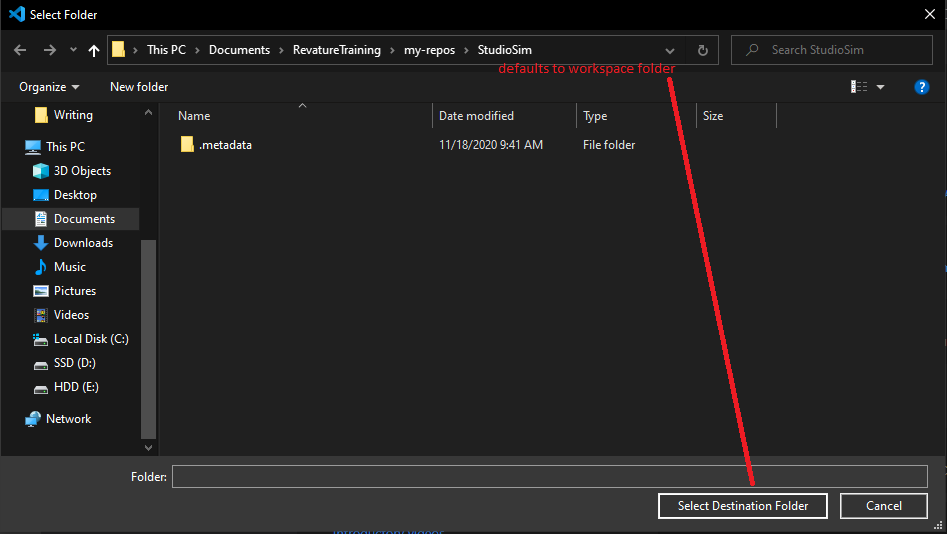 Select Folder
This PC > Documents > RevatureTraining > my-repos > StudioSim
Search StudioSim
defaults to workspace folder
Organize
New folder
?
Name
Date modified
Type
Size
.metadata
11/18/2020 9:41 AM
File folder
Writing
This PC
3D Objects
Desktop
Documents
Downloads
Music
Pictures
Videos
Local Disk (C:)
SSD (D:)
HDD (E:)
Network
Folder:
Select Destination Folder
Cancel